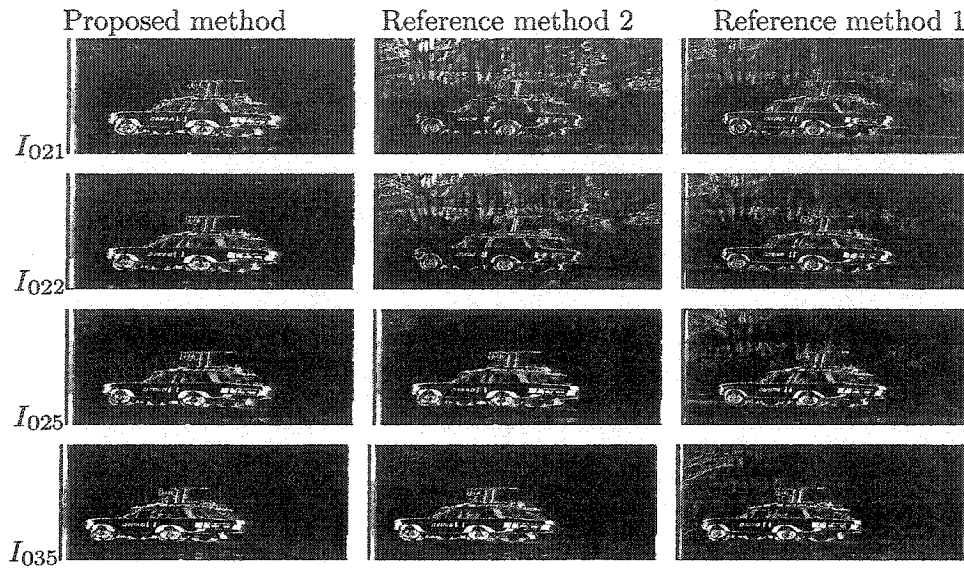 Proposed method Reference method 2 Reference method 1
I021
I022
I025
I035